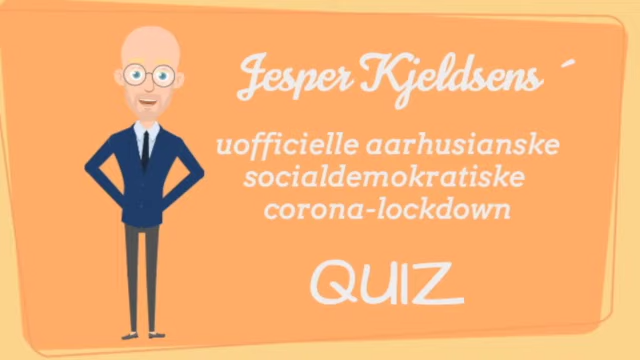 Jesper Kjeldsens ´
uofficielle aarhusianske
socialdemokratiske
corona-lockdown
QUIZ